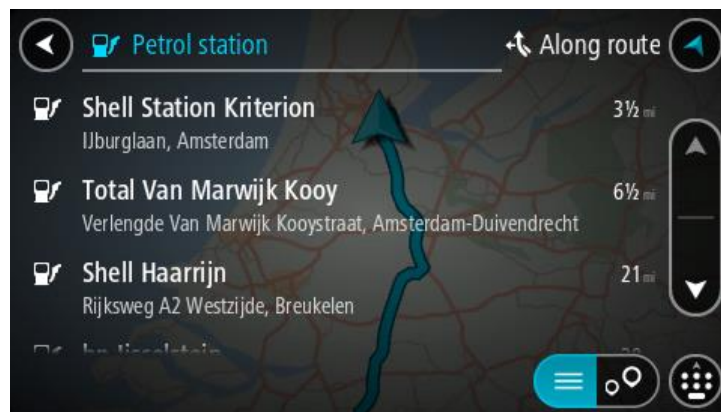 Petrol station
Along route
Shell Station Kriterion 3½ mi
IJburglaan, Amsterdam
Total Van Marwijk Kooy 6½ mi
Verlengde Van Marwijk Kooystraat, Amsterdam-Duivendrecht
Shell Haarrijn 21 mi
Rijksweg A2 Westzijde, Breukelen